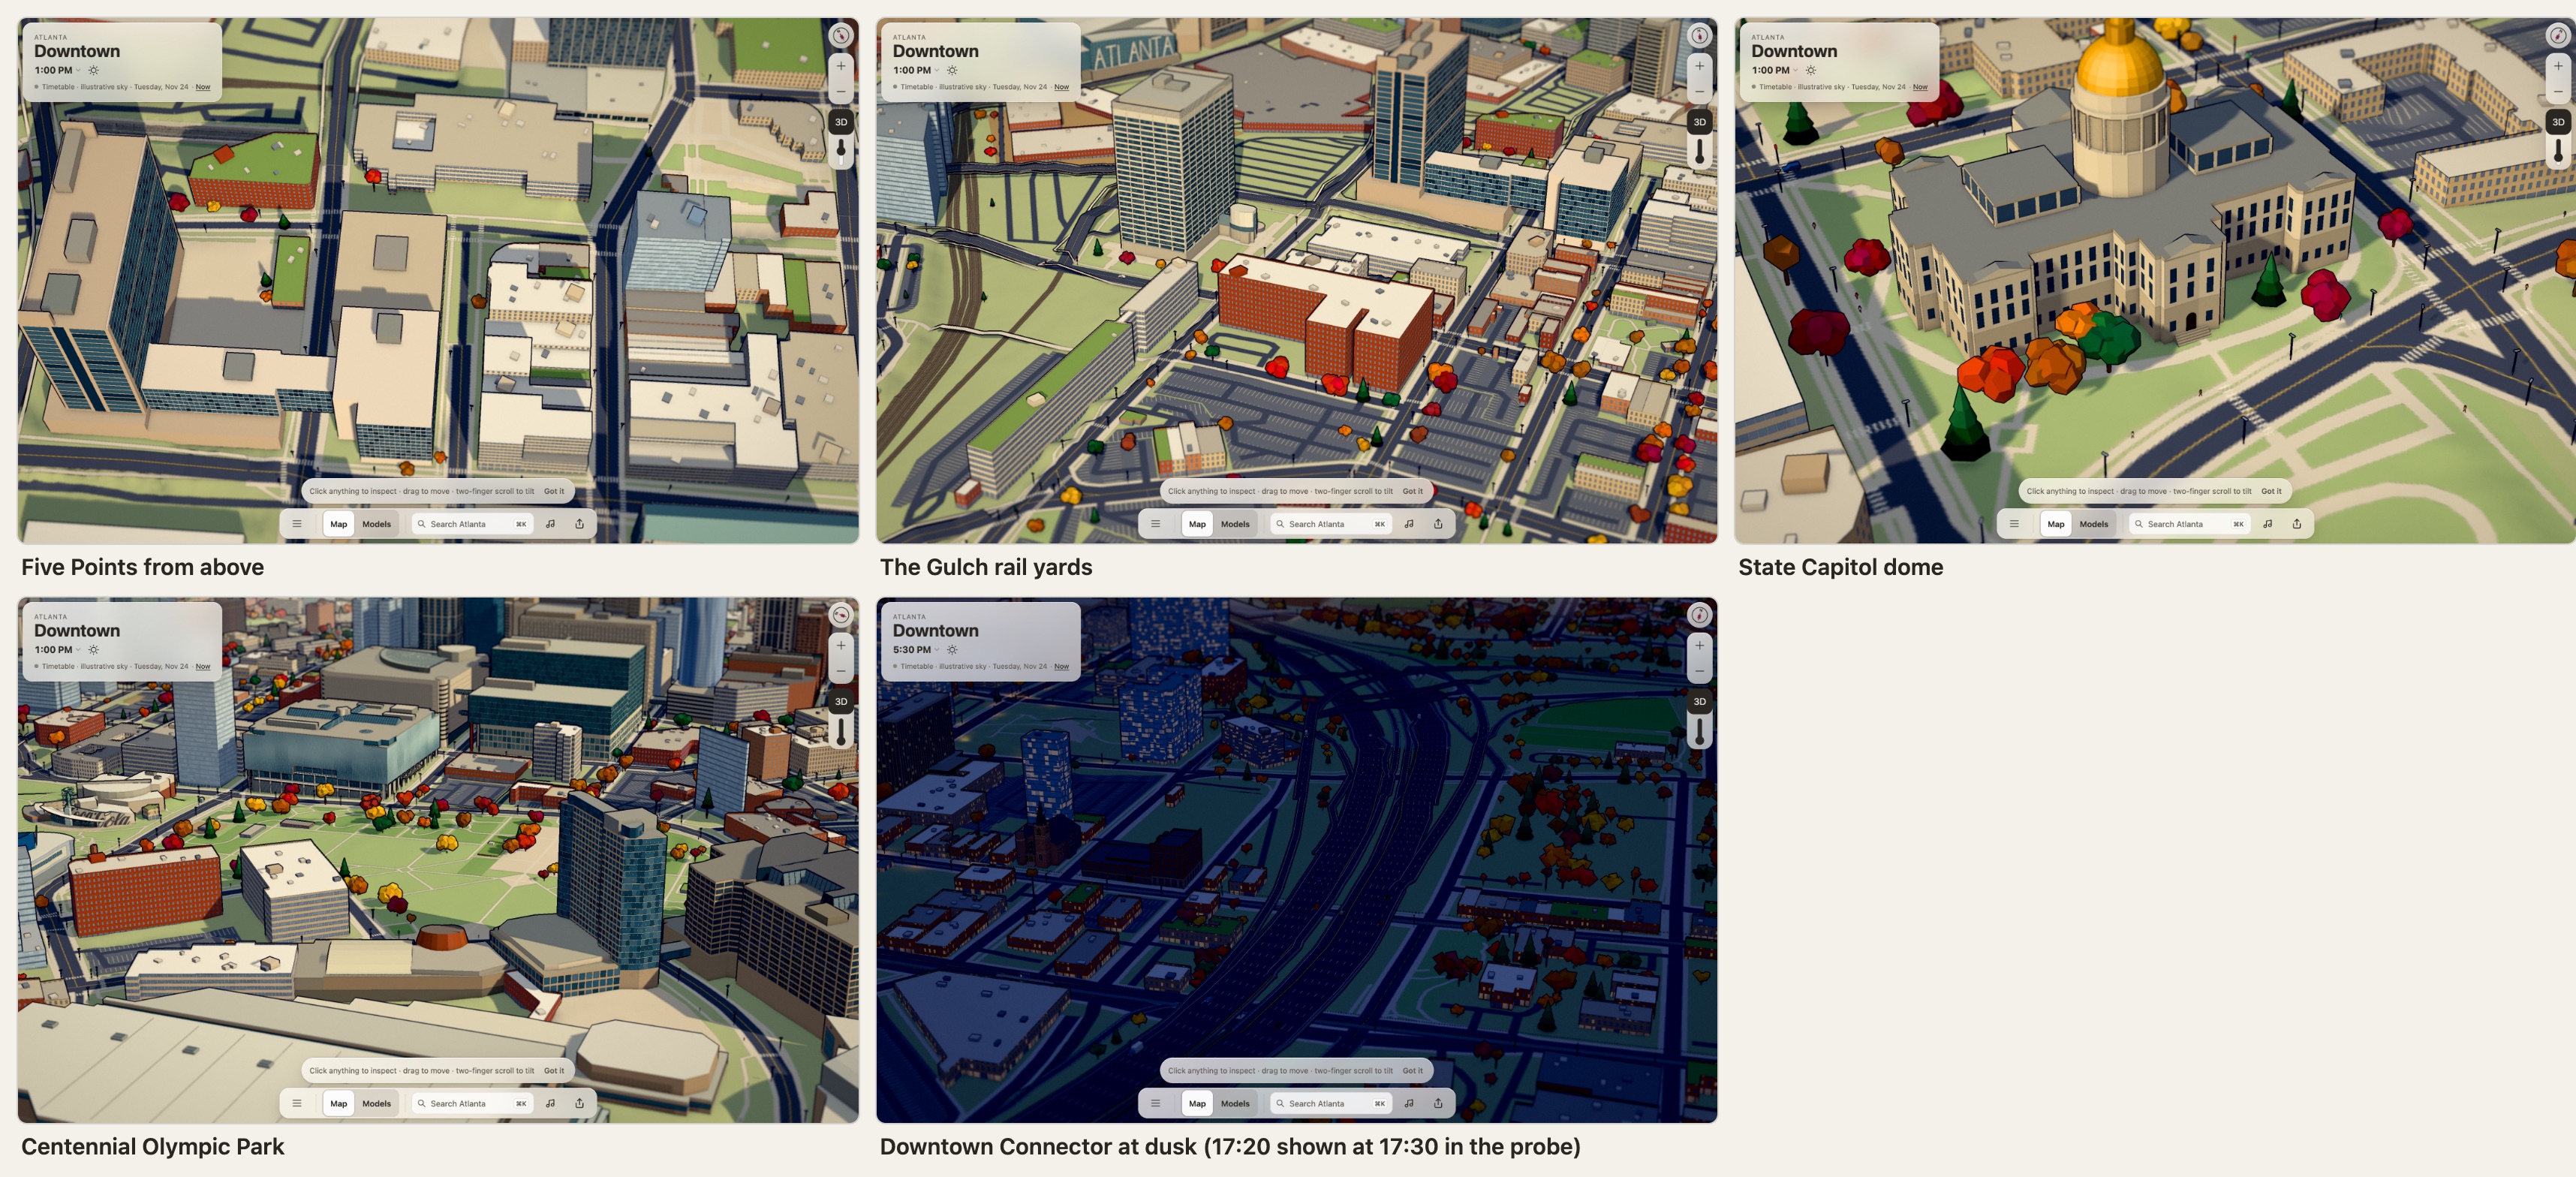 ATLANTA
Downtown
1:00 PM
Timetable · illustrative sky · Tuesday, Nov 24 · Now
3D
Click anything to inspect · drag to move · two-finger scroll to tilt Got it
Map Models Search Atlanta ⌘K
Five Points from above
ATLANTA
Downtown
1:00 PM
Timetable · illustrative sky · Tuesday, Nov 24 · Now
ATLANTA
3D
Click anything to inspect · drag to move · two-finger scroll to tilt Got it
Map Models Search Atlanta ⌘K
The Gulch rail yards
ATLANTA
Downtown
1:00 PM
Timetable · illustrative sky · Tuesday, Nov 24 · Now
3D
Click anything to inspect · drag to move · two-finger scroll to tilt Got it
Map Models Search Atlanta ⌘K
State Capitol dome
ATLANTA
Downtown
1:00 PM
Timetable · illustrative sky · Tuesday, Nov 24 · Now
3D
Coca-Cola
Click anything to inspect · drag to move · two-finger scroll to tilt Got it
Map Models Search Atlanta ⌘K
Centennial Olympic Park
ATLANTA
Downtown
5:30 PM
Timetable · illustrative sky · Tuesday, Nov 24 · Now
3D
Click anything to inspect · drag to move · two-finger scroll to tilt Got it
Map Models Search Atlanta ⌘K
Downtown Connector at dusk (17:20 shown at 17:30 in the probe)